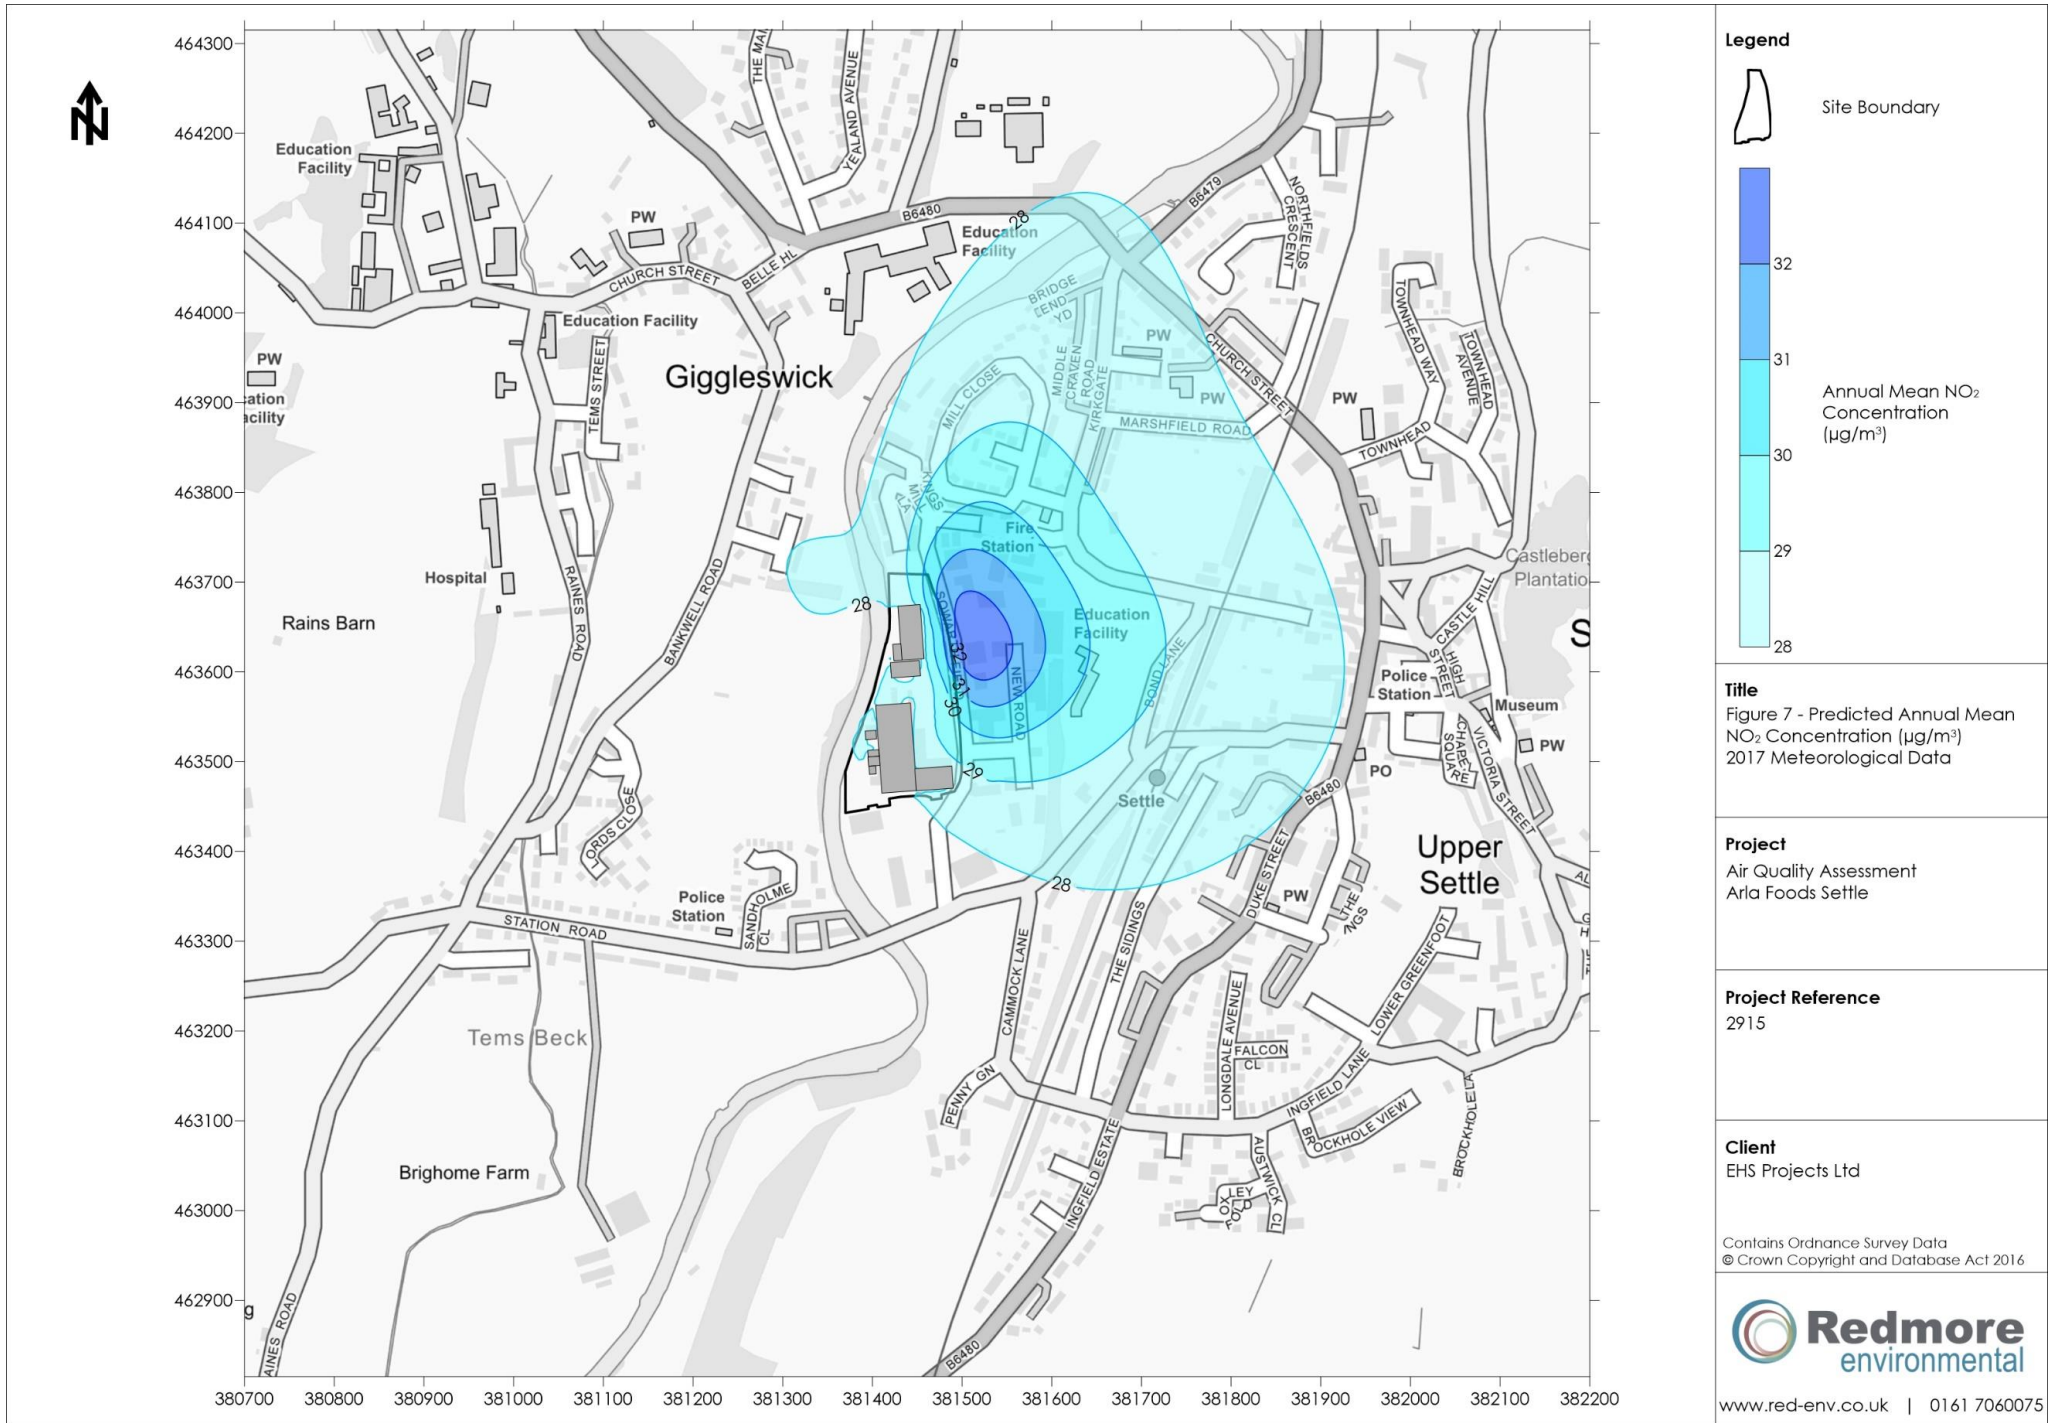 464300
464200
464100
464000
463900
463800
463700
463600
463500
463400
463300
463200
463100
463000
462900
380700
380800
380900
381000
381100
381200
381300
381400
381500
381600
381700
381800
381900
382000
382100
382200
N
THE
YEALAND AVENUE
Education
Facility
PW
B6480
B6479
NORTHFIELDS
CRESCENT
28
Education
Facility
CHURCH STREET
BELLE HL
BRIDGE
END
YD
Education Facility
PW
TEMS STREET
Giggleswick
MILL CLOSE
MIDDLE
CRAVEN
ROAD
KIRKGATE
PW
PW
CHURCH STREET
MARSHFIELD ROAD
PW
TOWNHEAD WAY
TOWNHEAD
AVENUE
TOWNHEAD
KINGS
MILL
LA
Fire
Station
Castleberg
Plantatio
Hospital
RAINES ROAD
BANKWELL ROAD
28
Rains Barn
Education
Facility
32
31
30
29
NEW ROAD
BOND LANE
CASTLE HILL
HIGH
STREET
S
Police
Station
Museum
CHAPEL
SQUARE
VICTORIA STREET
PW
PO
Settle
B6480
LORDS CLOSE
28
DUKE STREET
Upper
Settle
PW
THE
Police
Station
SANDHOLME
CL
STATION ROAD
CAMMOCK LANE
THE SIDINGS
LOWER GREENFOOT
Tems Beck
LONGDALE AVENUE
FALCON
CL
INGFIELD LANE
PENNY GN
BROCKHOLE VIEW
BROCKHOLE LA
INGFIELD ESTATE
AUSTWICK CL
Brighome Farm
B6480
AINES ROAD
g
Legend
Site Boundary
32
31
30
29
28
Annual Mean NO₂
Concentration
(µg/m³)
Title
Figure 7 - Predicted Annual Mean
NO₂ Concentration (µg/m³)
2017 Meteorological Data
Project
Air Quality Assessment
Arla Foods Settle
Project Reference
2915
Client
EHS Projects Ltd
Contains Ordnance Survey Data
© Crown Copyright and Database Act 2016
Redmore
environmental
www.red-env.co.uk | 0161 7060075